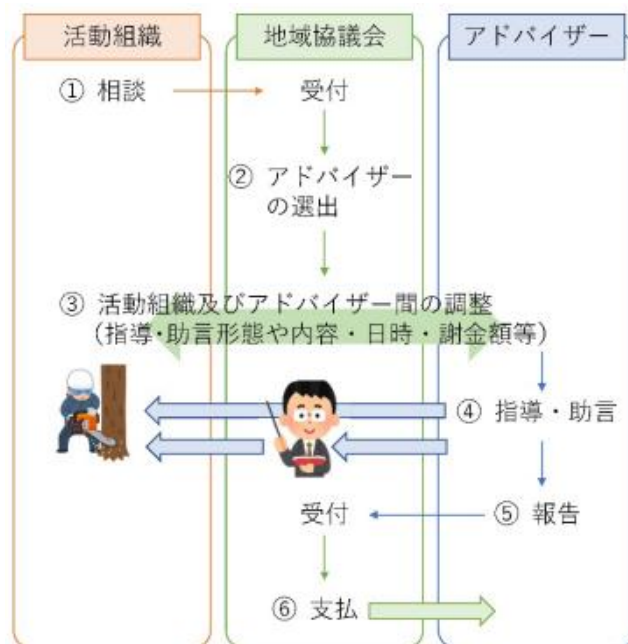 活動組織
地域協議会
アドバイザー
① 相談
受付
② アドバイザー
の選出
③ 活動組織及びアドバイザー間の調整
(指導・助言形態や内容・日時・謝金額等)
④ 指導・助言
受付
⑤ 報告
⑥ 支払